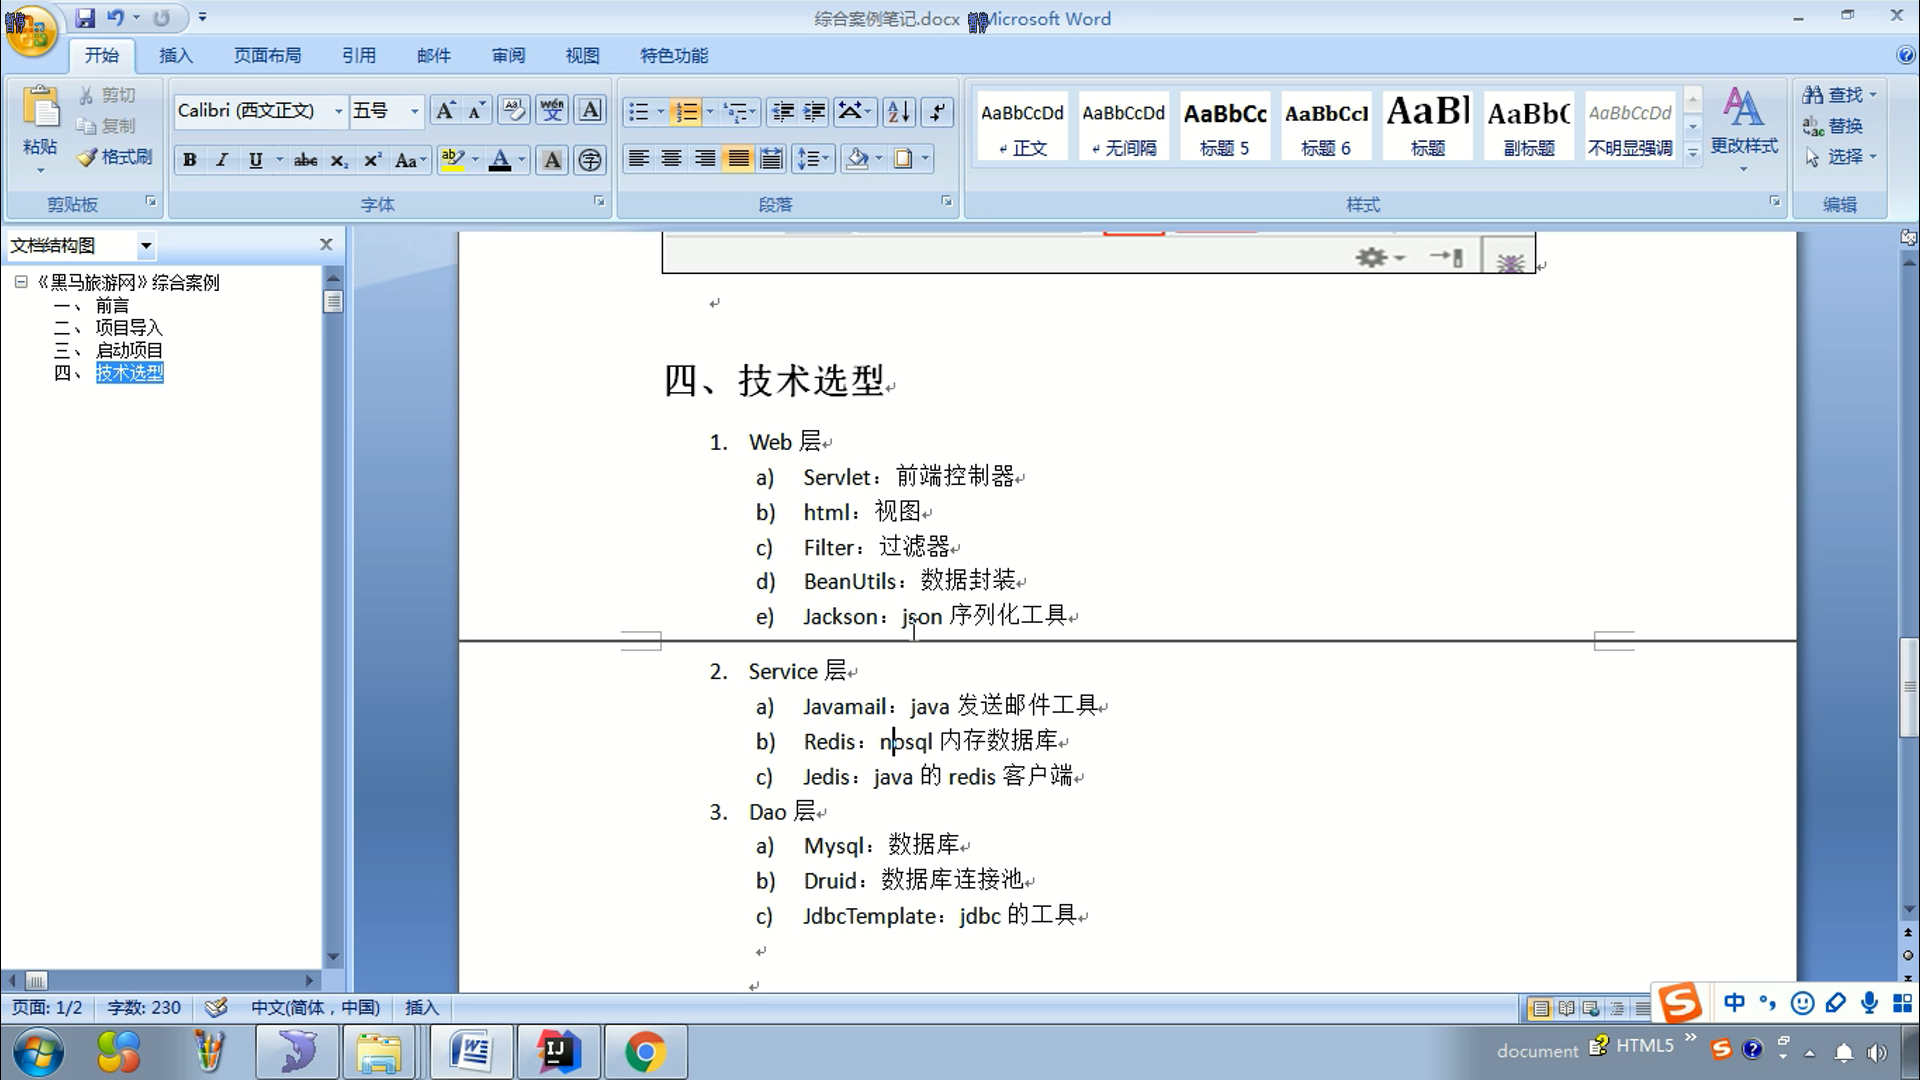 暂停
综合案例笔记.docx
暂停
Microsoft Word
开始 插入 页面布局 引用 邮件 审阅 视图 特色功能
粘贴
剪切
复制
格式刷
剪贴板
Calibri (西文正文) 五号
字体
段落
AaBbCcDd AaBbCcDd AaBbCc AaBbCcl AaBl AaBbC AaBbCcDd
正文 无间隔 标题 5 标题 6 标题 副标题 不明显强调
更改样式
样式
查找
替换
选择
编辑
文档结构图
《黑马旅游网》综合案例
一、 前言
二、 项目导入
三、 启动项目
四、 技术选型
四、技术选型
1. Web 层
a) Servlet：前端控制器
b) html：视图
c) Filter：过滤器
d) BeanUtils：数据封装
e) Jackson：json 序列化工具
2. Service 层
a) Javamail：java 发送邮件工具
b) Redis：nosql 内存数据库
c) Jedis：java 的 redis 客户端
3. Dao 层
a) Mysql：数据库
b) Druid：数据库连接池
c) JdbcTemplate：jdbc 的工具
页面: 1/2 字数: 230 中文(简体，中国) 插入
中
document HTML5